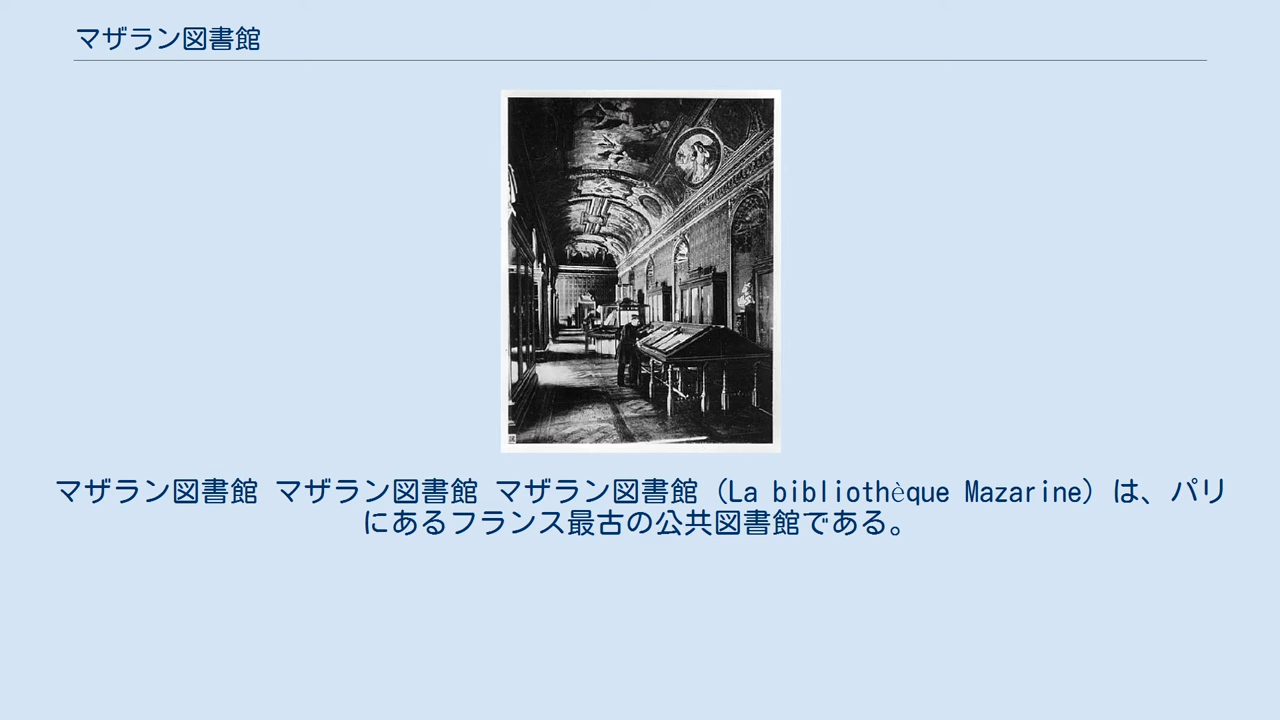 マザラン図書館
マザラン図書館 マザラン図書館 マザラン図書館（La bibliothèque Mazarine）は、パリ
にあるフランス最古の公共図書館である。